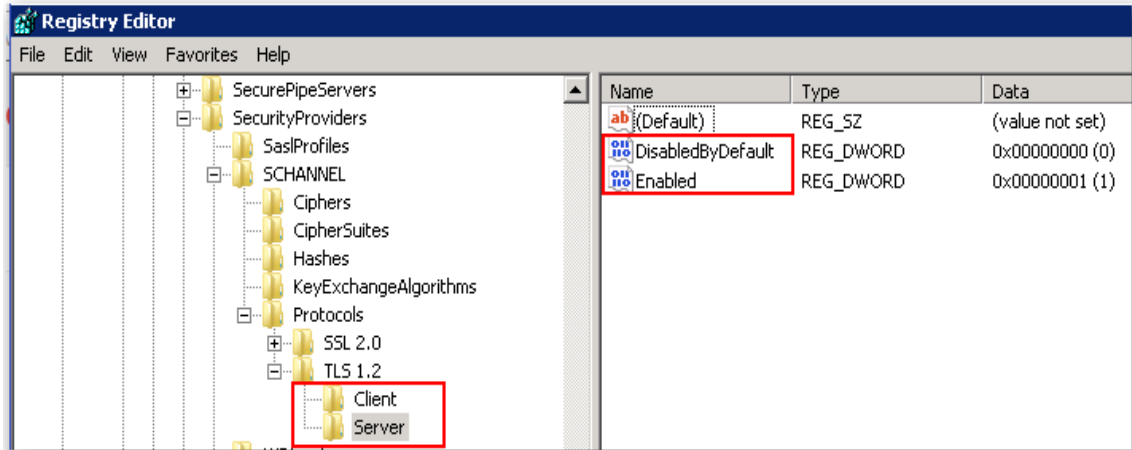 Registry Editor
File Edit View Favorites Help
SecurePipeServers
SecurityProviders
SaslProfiles
SCHANNEL
Ciphers
CipherSuites
Hashes
KeyExchangeAlgorithms
Protocols
SSL 2.0
TLS 1.2
Client
Server
Name Type Data
(Default) REG_SZ (value not set)
DisabledByDefault REG_DWORD 0x00000000 (0)
Enabled REG_DWORD 0x00000001 (1)